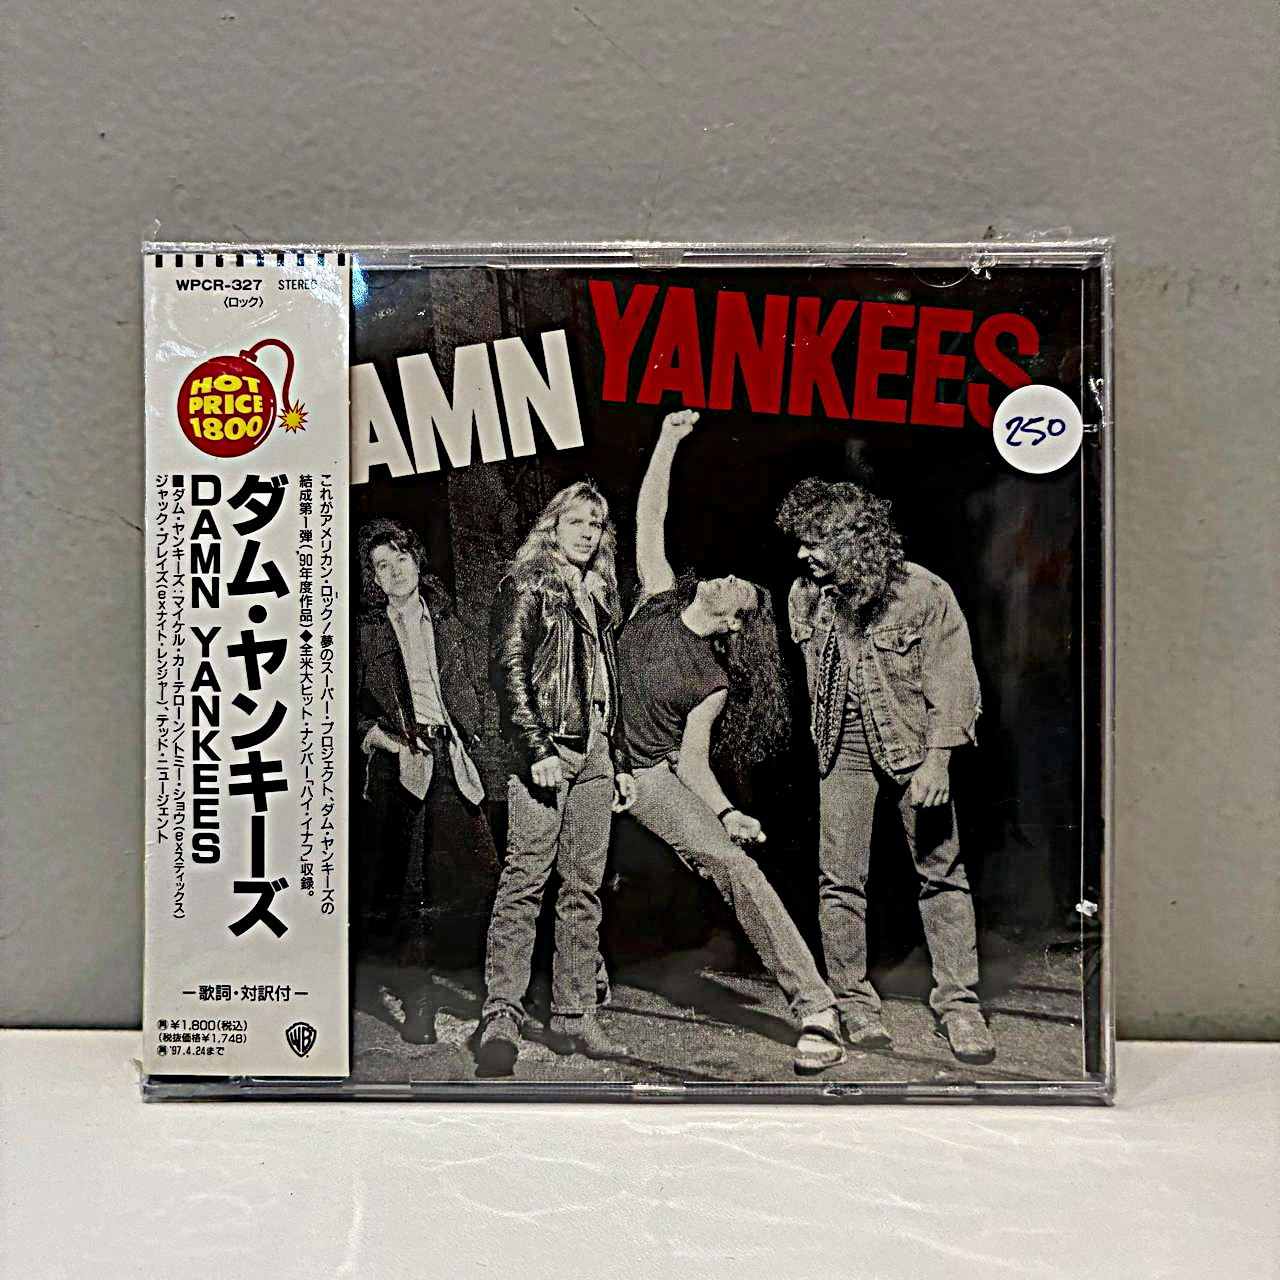 WPCR-327 STEREO
〈ロック〉
HOT
PRICE
1800
これがアメリカン・ロック!夢のスーパー・プロジェクト、ダム・ヤンキーズの
結成第1弾('90年度作品)◆全米大ヒット・ナンバー「ハイ・イナフ」収録。
ダム・ヤンキーズ
DAMN YANKEES
■ダム・ヤンキーズ:マイケル・カーテローン/トミー・ショウ(exスティックス)
ジャック・ブレイズ(exナイト・レンジャー)、テッド・ニュージェント
ー歌詞・対訳付ー
¥1,800(税込)
(税抜価格¥1,748)
'97.4.24まで
WB
AMN
YANKEES
250